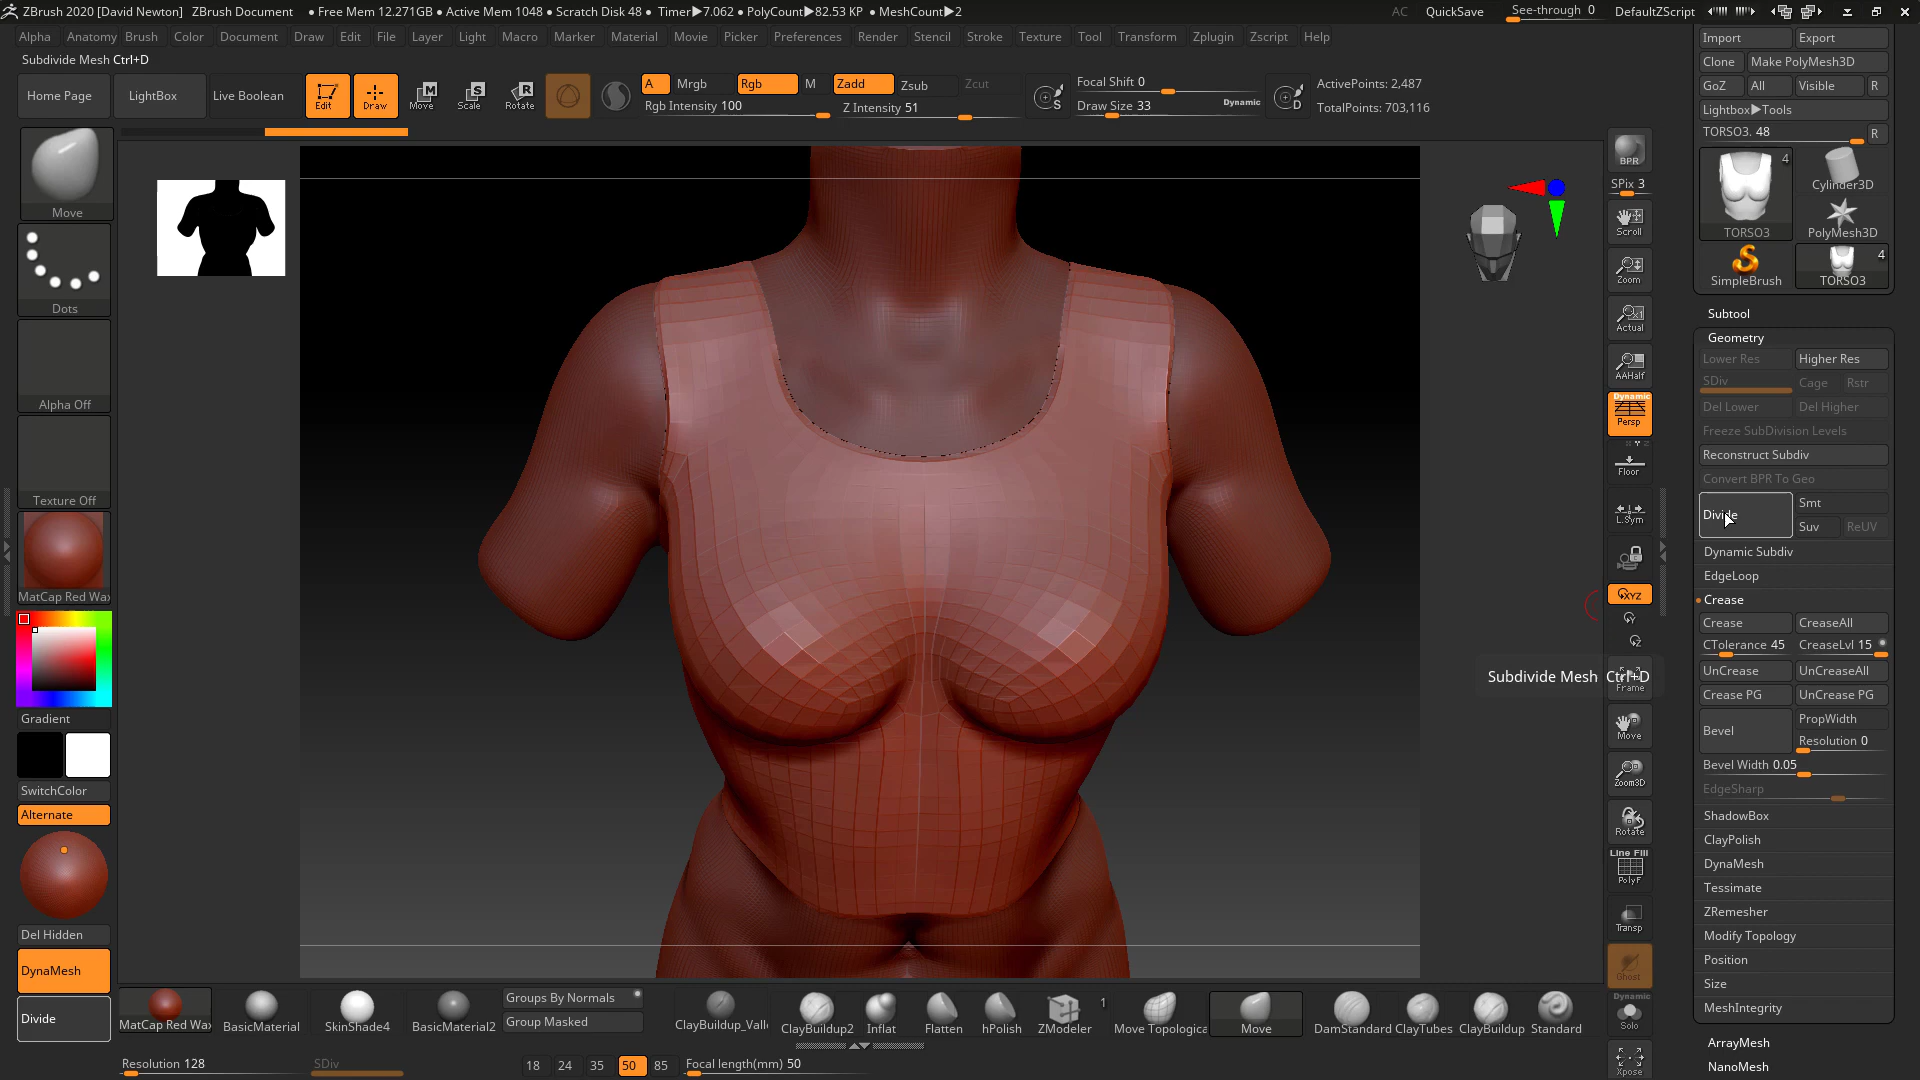 ZBrush 2020 [David Newton] ZBrush Document • Free Mem 12.271GB • Active Mem 1048 • Scratch Disk 48 • Timer▶7.062 • PolyCount▶82.53 KP • MeshCount▶2 AC QuickSave See-through 0 DefaultZScript
Alpha Anatomy Brush Color Document Draw Edit File Layer Light Macro Marker Material Movie Picker Preferences Render Stencil Stroke Texture Tool Transform Zplugin Zscript Help
Subdivide Mesh Ctrl+D
Home Page LightBox Live Boolean Edit Draw Move Scale Rotate
A Mrgb Rgb M Zadd Zsub Zcut
Rgb Intensity 100 Z Intensity 51
S Focal Shift 0
Draw Size 33 Dynamic
D ActivePoints: 2,487
TotalPoints: 703,116
Move
Dots
Alpha Off
Texture Off
MatCap Red Wax
Gradient
SwitchColor
Alternate
Del Hidden
DynaMesh
Divide
BPR
SPix 3
Scroll
Zoom
Actual
AAHalf
Dynamic
Persp
Floor
L.Sym
XYZ
Y
Z
Subdivide Mesh Ctrl+D
Frame
Move
Zoom3D
Rotate
Line Fill
PolyF
Transp
Ghost
Dynamic
Solo
Xpose
Import Export
Clone Make PolyMesh3D
GoZ All Visible R
Lightbox▶Tools
TORSO3. 48 R
4
TORSO3
Cylinder3D
PolyMesh3D
SimpleBrush
4
TORSO3
Subtool
Geometry
Lower Res Higher Res
SDiv Cage Rstr
Del Lower Del Higher
Freeze SubDivision Levels
Reconstruct Subdiv
Convert BPR To Geo
Divide Smt
Suv ReUV
Dynamic Subdiv
EdgeLoop
Crease
Crease CreaseAll
CTolerance 45 CreaseLvl 15
UnCrease UnCreaseAll
Crease PG UnCrease PG
Bevel PropWidth
Resolution 0
Bevel Width 0.05
EdgeSharp
ShadowBox
ClayPolish
DynaMesh
Tessimate
ZRemesher
Modify Topology
Position
Size
MeshIntegrity
ArrayMesh
NanoMesh
MatCap Red Wax BasicMaterial SkinShade4 BasicMaterial2
Groups By Normals
Group Masked
ClayBuildup_Vall ClayBuildup2 Inflat Flatten hPolish ZModeler 1 Move Topologica Move DamStandard ClayTubes ClayBuildup Standard
Resolution 128 SDiv 18 24 35 50 85 Focal length(mm) 50